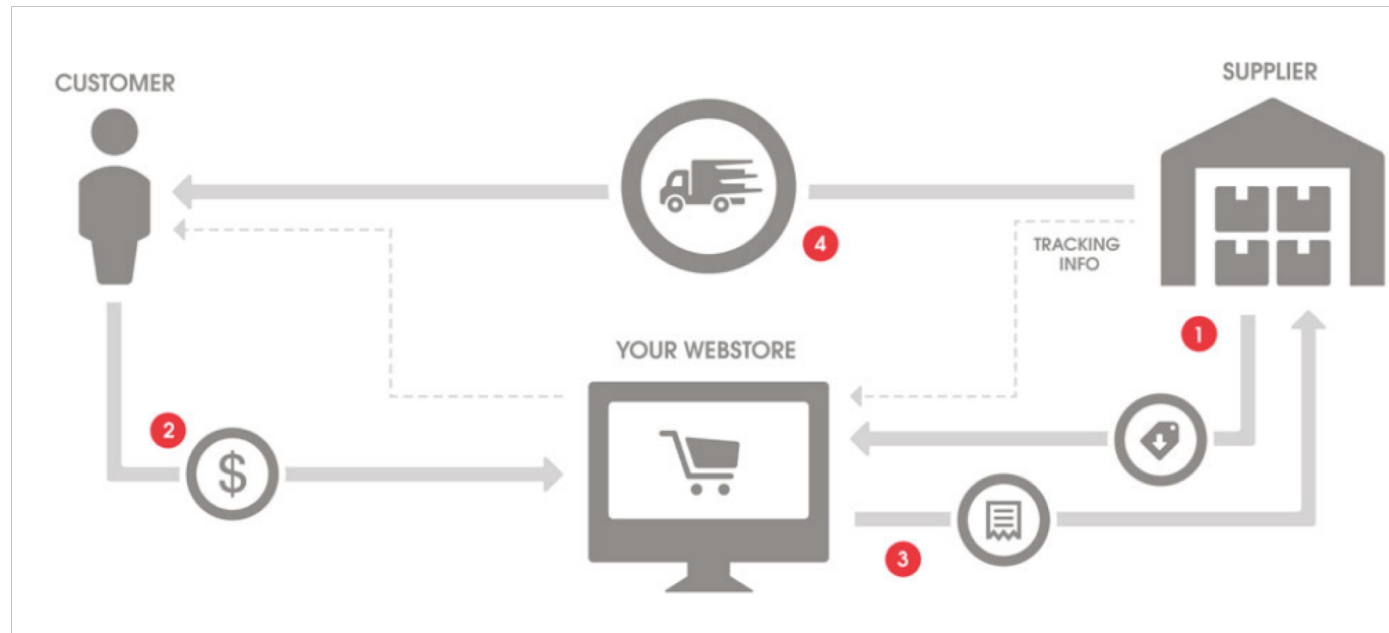 CUSTOMER
SUPPLIER
4
TRACKING
INFO
1
YOUR WEBSTORE
2
$
3